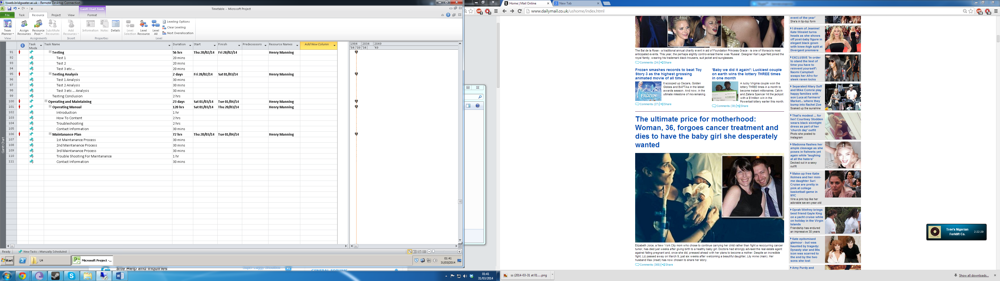 tsweb.bridgwater.ac.uk - Remote Desktop Connection
Timetable - Microsoft Project
Gantt Chart Tools
File Task Resource Project View Format
Team Planner
Assign Resources
Resource Pool
Substitute Resources
Add Resources
Information Notes Details
Level Selection
Level Resource
Level All
Leveling Options
Clear Leveling
Next Overallocation
View Assignments Insert Properties Level
Task Mode Task Name Duration Start Finish Predecessors Resource Names Add New Column
1984 2034 2049
'84 '09 '34 '49
91 Testing 56 hrs Thu 20/02/14 Fri 28/02/14 Henry Manning
92 Test 1 20 mins
93 Test 2 20 mins
94 Test 3 etc ... 20 mins
95 Testing Analysis 2 days Fri 28/02/14 Sat 01/03/14 Henry Manning
96 Test 1 Analysis 30 mins
97 Test 2 Analysis 30 mins
98 Test 3 etc ... Analysis 30 mins
99 Testing Conclusion 2 hrs
100 Operating and Maintaining 23 days Sat 01/03/14 Tue 01/04/14 Henry Manning
101 Operating Manual 120 hrs Sat 01/03/14 Thu 20/03/14 Henry Manning
102 Introduction 1 hr
103 How To Content 2 hrs
104 Troubleshooting 2 hrs
105 Contact Information 30 mins
106 Maintanance Plan 72 hrs Thu 20/03/14 Tue 01/04/14 Henry Manning
107 1st Maintanance Process 30 mins
108 2nd Maintanance Process 30 mins
109 3rd Maintanance Process 30 mins
110 Trouble Shooting For Maintanance 1 hr
111 Contact Information 30 mins
Gantt Chart
Ready New Tasks : Manually Scheduled
Start U4 Microsoft Project -...
01:41
31/03/2014
Site Help and Inquiries
Super Laggy Shoutbox...
GENERAL FORUMS
01:41
31/03/2014
Home | Mail Online
New Tab
www.dailymail.co.uk/ushome/index.html
The Bal de la Rose - a traditional annual charity event in aid of Foundation Princess Grace - is one of Monaco's most
anticipated events. This year, the perhaps slightly controversial theme was 'Russia'. Designer Karl Lagerfeld joined the
royal family, wearing his trademark black trousers, suit jacket and sunglasses.
Comments (24) Share
Frozen smashes records to beat Toy
Story 3 as the highest grossing
animated movie of all time
FROZEN
It scooped up Oscars, Golden
Globes and BAFTAs in the latest
awards season. And now, in the
ultimate milestone of moviemaking.
Comments (27) Share
'Baby we did it again!': Luckiest couple
on earth wins the lottery THREE times
in one month
A lucky Virginia couple won the
lottery THREE times in a month to
become instant millionaires. Calvin
and Zatera Spencer hit the jackpot
with a $1million win in the
Powerball lottery earlier this month.
Comments (39) Share
The ultimate price for motherhood:
Woman, 36, forgoes cancer treatment and
dies to have the baby girl she desperately
wanted
Elizabeth Joice, a New York City mom who chose to continue carrying her child rather than fight a reoccurring cancer
tumor, has died just weeks after giving birth to a healthy baby girl. Doctors had strongly advised the real estate agent
against falling pregnant and, once she did, pressed ahead with her plans to become a mother. Despite an incredible
fight, Liz passed away on March 9, just six weeks after welcoming a beautiful daughter, Lily Anne (main). Her
husband Max (inset) has now chosen to share her story.
Comments (368) Share
event of the year'
She's in tip-top form
I dream of Jeanine!
Kate Winslet turns
heads as she shows
off post-baby figure in
elegant black gown
with knee-high split at
Divergent premiere
EXCLUSIVE 'In order
to stand the test of
time you have to
reinvent yourself':
Naomi Campbell
swaps her Afro for
sleek raven locks
Separated Hilary Duff
and Mike Comrie play
happy families with
son Luca at Farmers'
Market... where they
bump into Rachel Zoe
Soaked up the sunshine
That's modest ... for
her! Courtney Stodden
wears black skintight
dress as part of her
'church day' outfit
Photo she posted to
Instagram
Madonna flashes her
ample cleavage as she
poses in fishnets yet
again while 'laughing
at all the haters'
Decked out in a sexy
outfit
Make-up free Katie
Holmes and her mini-
me daughter Suri
Cruise are pretty in
pink at college
basketball game in
NYC
Wre a pink top like her
adorable seven-year-old
Oprah Winfrey brings
best friend Gayle King
on a yacht cruise while
on holiday in the Virgin
Islands
Friendship has endured
an impressive 38 years
Kate epitomised
glamour - but was
haunted by tragedy:
Dynasty star and 80s
icon was scarred to
the end by the two
sons she lost
Amy Purdy and
Trev's Nigerian
Forklift Co.
2:22:29
ss (2014-03-31 at 01.....png
Show all downloads...